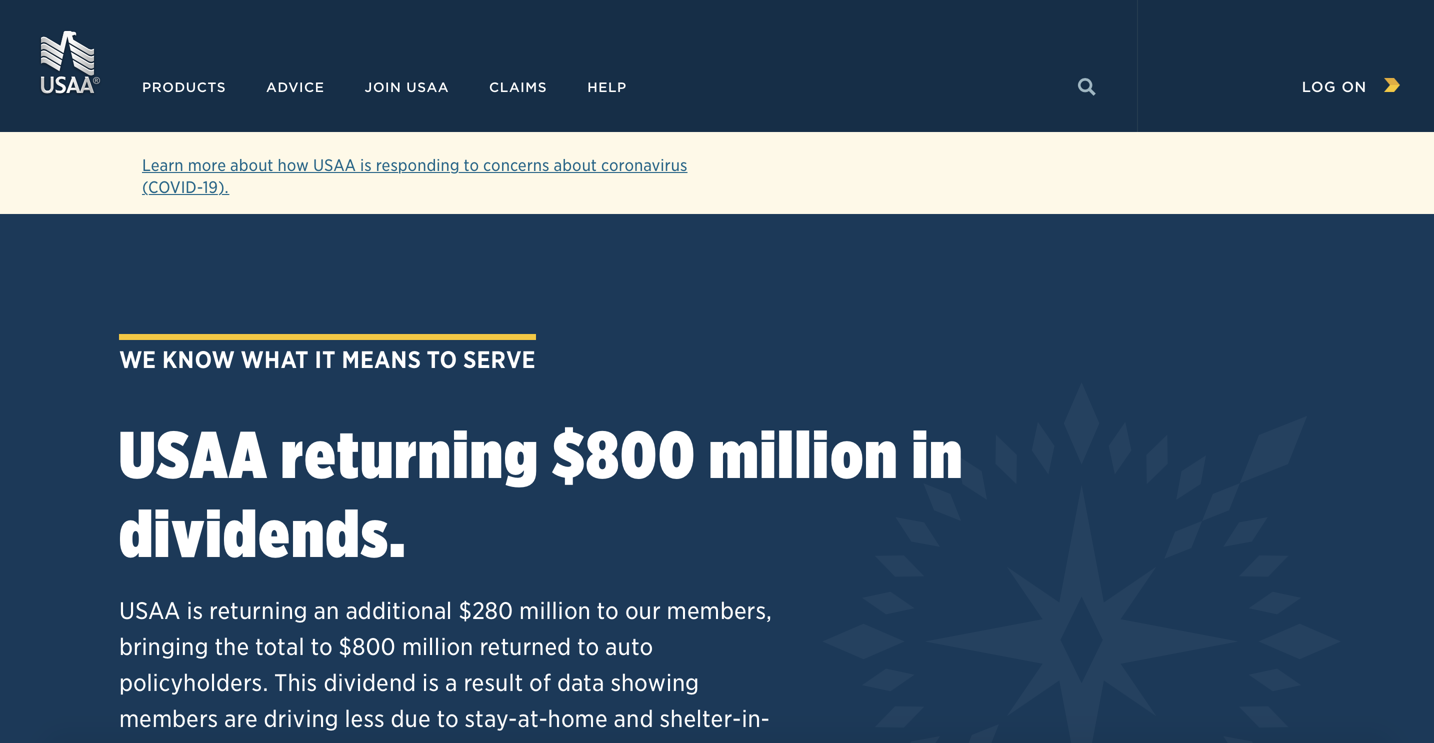 USAA®
PRODUCTS
ADVICE
JOIN USAA
CLAIMS
HELP
LOG ON
Learn more about how USAA is responding to concerns about coronavirus
(COVID-19).
WE KNOW WHAT IT MEANS TO SERVE
USAA returning $800 million in
dividends.
USAA is returning an additional $280 million to our members,
bringing the total to $800 million returned to auto
policyholders. This dividend is a result of data showing
members are driving less due to stay-at-home and shelter-in-